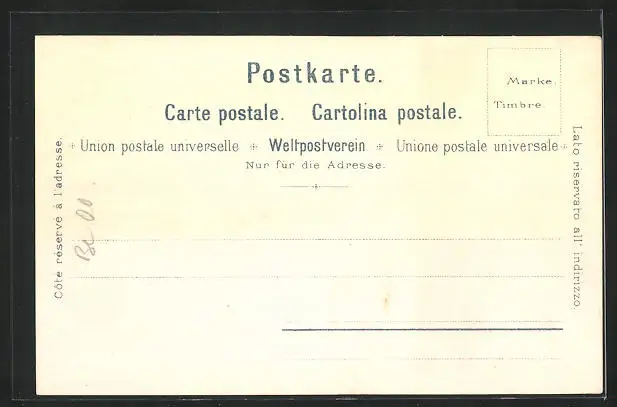 Postkarte.
Marke.
Timbre.
Carte postale. Cartolina postale.
Union postale universelle Weltpostverein Unione postale universale
Nur für die Adresse.
Côté réservé à l'adresse.
Lato riservato all' indirizzo.